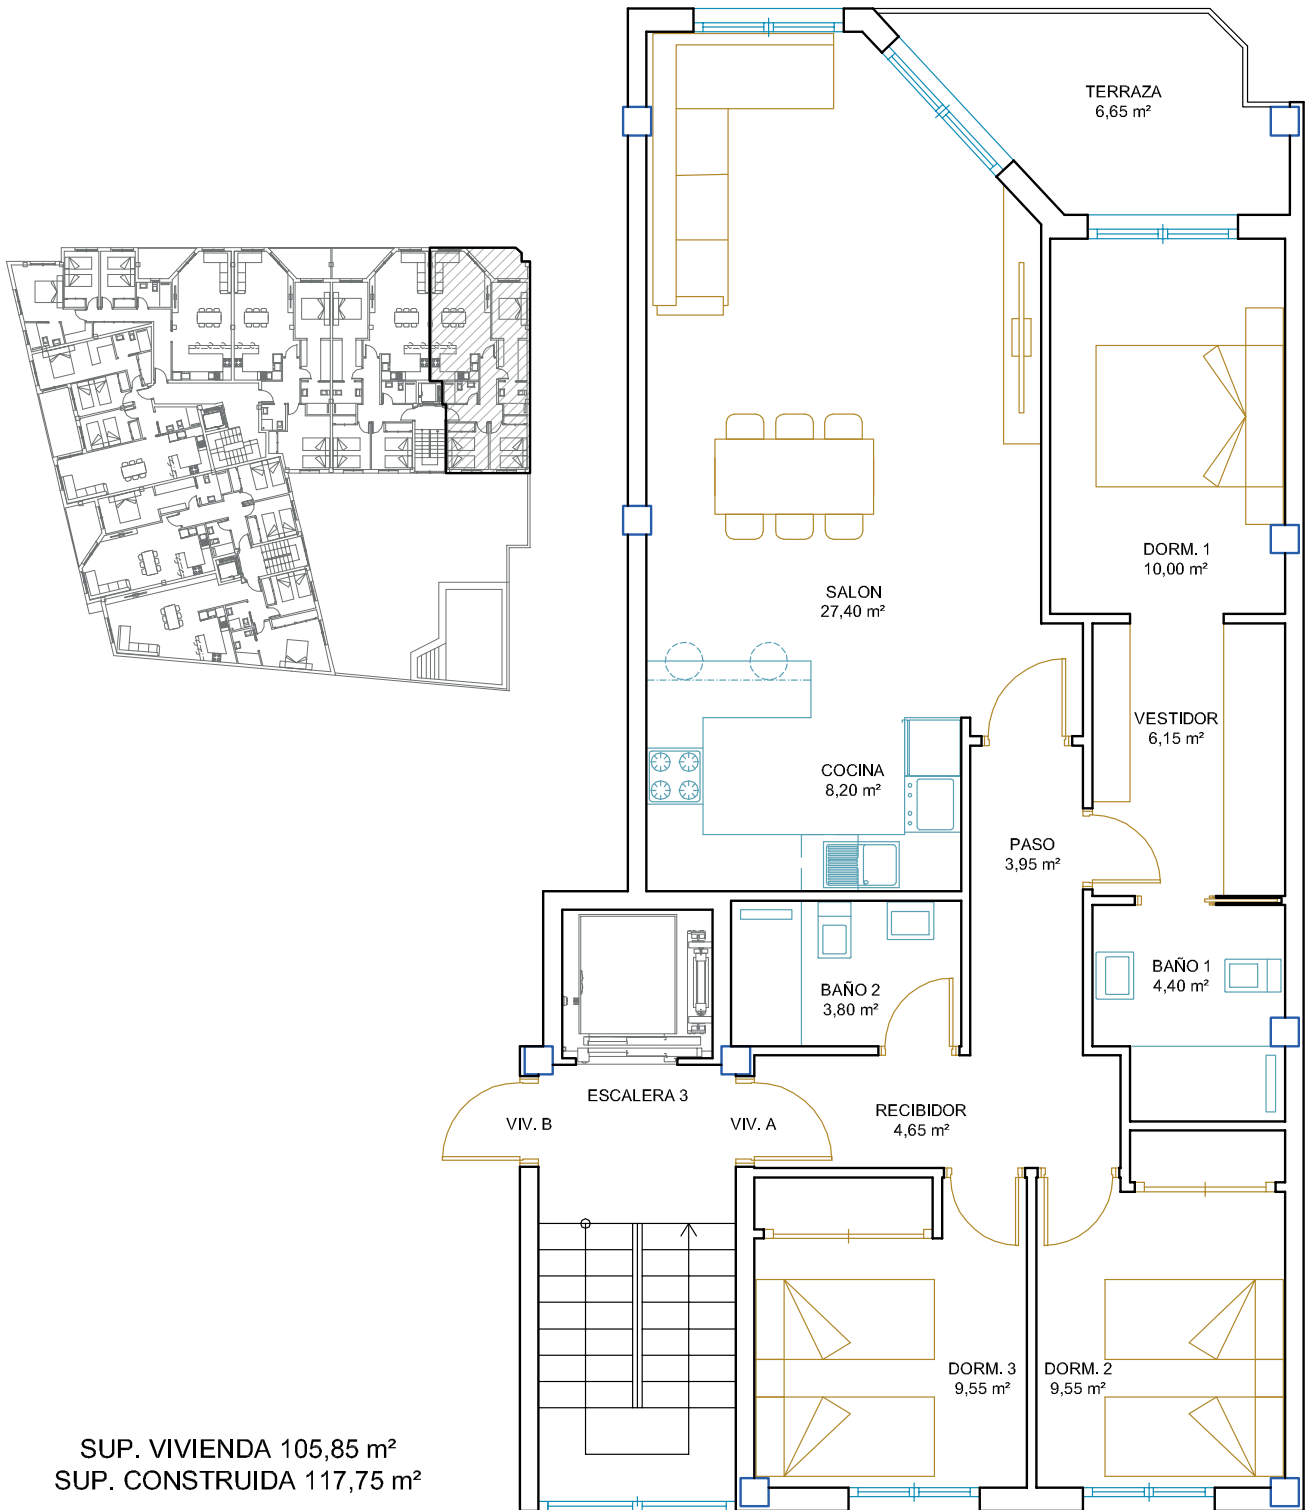 TERRAZA
6,65 m²
DORM. 1
10,00 m²
SALON
27,40 m²
VESTIDOR
6,15 m²
COCINA
8,20 m²
PASO
3,95 m²
BAÑO 1
4,40 m²
BAÑO 2
3,80 m²
ESCALERA 3
VIV. B
VIV. A
RECIBIDOR
4,65 m²
DORM. 3
9,55 m²
DORM. 2
9,55 m²
SUP. VIVIENDA 105,85 m²
SUP. CONSTRUIDA 117,75 m²